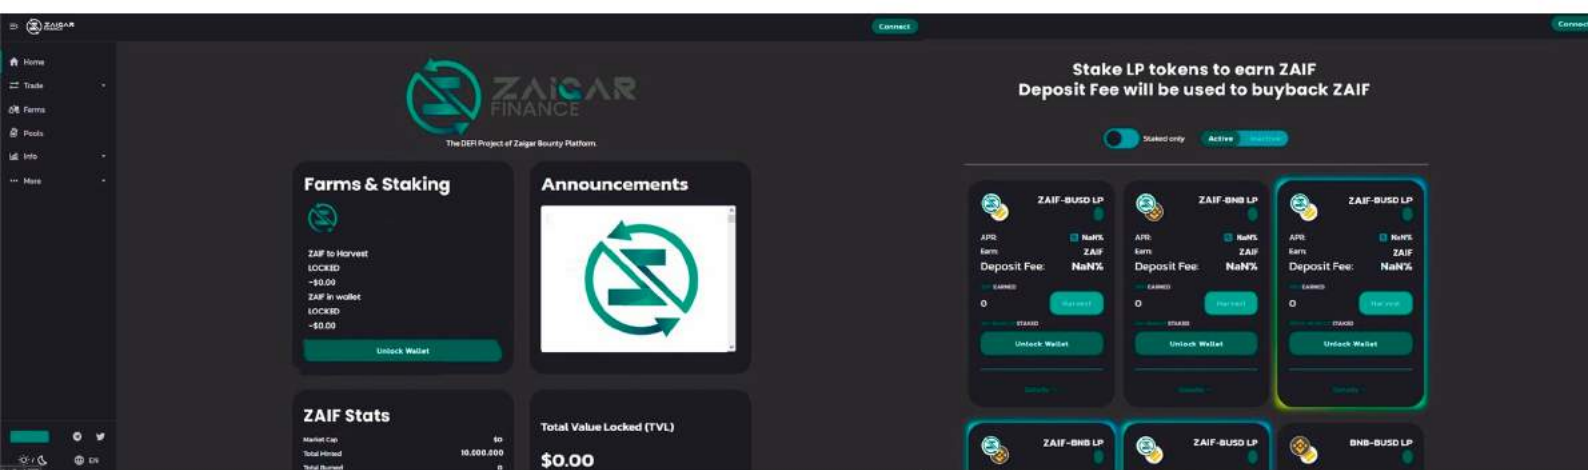 ZAIGAR
FINANCE
Connect
Home
Trade
Farms
Pools
Info
More
EN
ZAIGAR
FINANCE
The DEFI Project of Zaigar Bounty Platform.
Farms & Staking
ZAIF to Harvest
LOCKED
~$0.00
ZAIF in wallet
LOCKED
~$0.00
Unlock Wallet
Announcements
ZAIF Stats
Market Cap $0
Total Minted 10.000.000
Total Burned 0
Total Value Locked (TVL)
$0.00
Connect
Stake LP tokens to earn ZAIF
Deposit Fee will be used to buyback ZAIF
Staked only Active Inactive
ZAIF-BUSD LP
APR: NaN%
Earn: ZAIF
Deposit Fee: NaN%
EARNED
0 Harvest
STAKED
Unlock Wallet
Details
ZAIF-BNB LP
APR: NaN%
Earn: ZAIF
Deposit Fee: NaN%
EARNED
0 Harvest
STAKED
Unlock Wallet
Details
ZAIF-BUSD LP
APR: NaN%
Earn: ZAIF
Deposit Fee: NaN%
EARNED
0 Harvest
STAKED
Unlock Wallet
Details
ZAIF-BNB LP
ZAIF-BUSD LP
BNB-BUSD LP